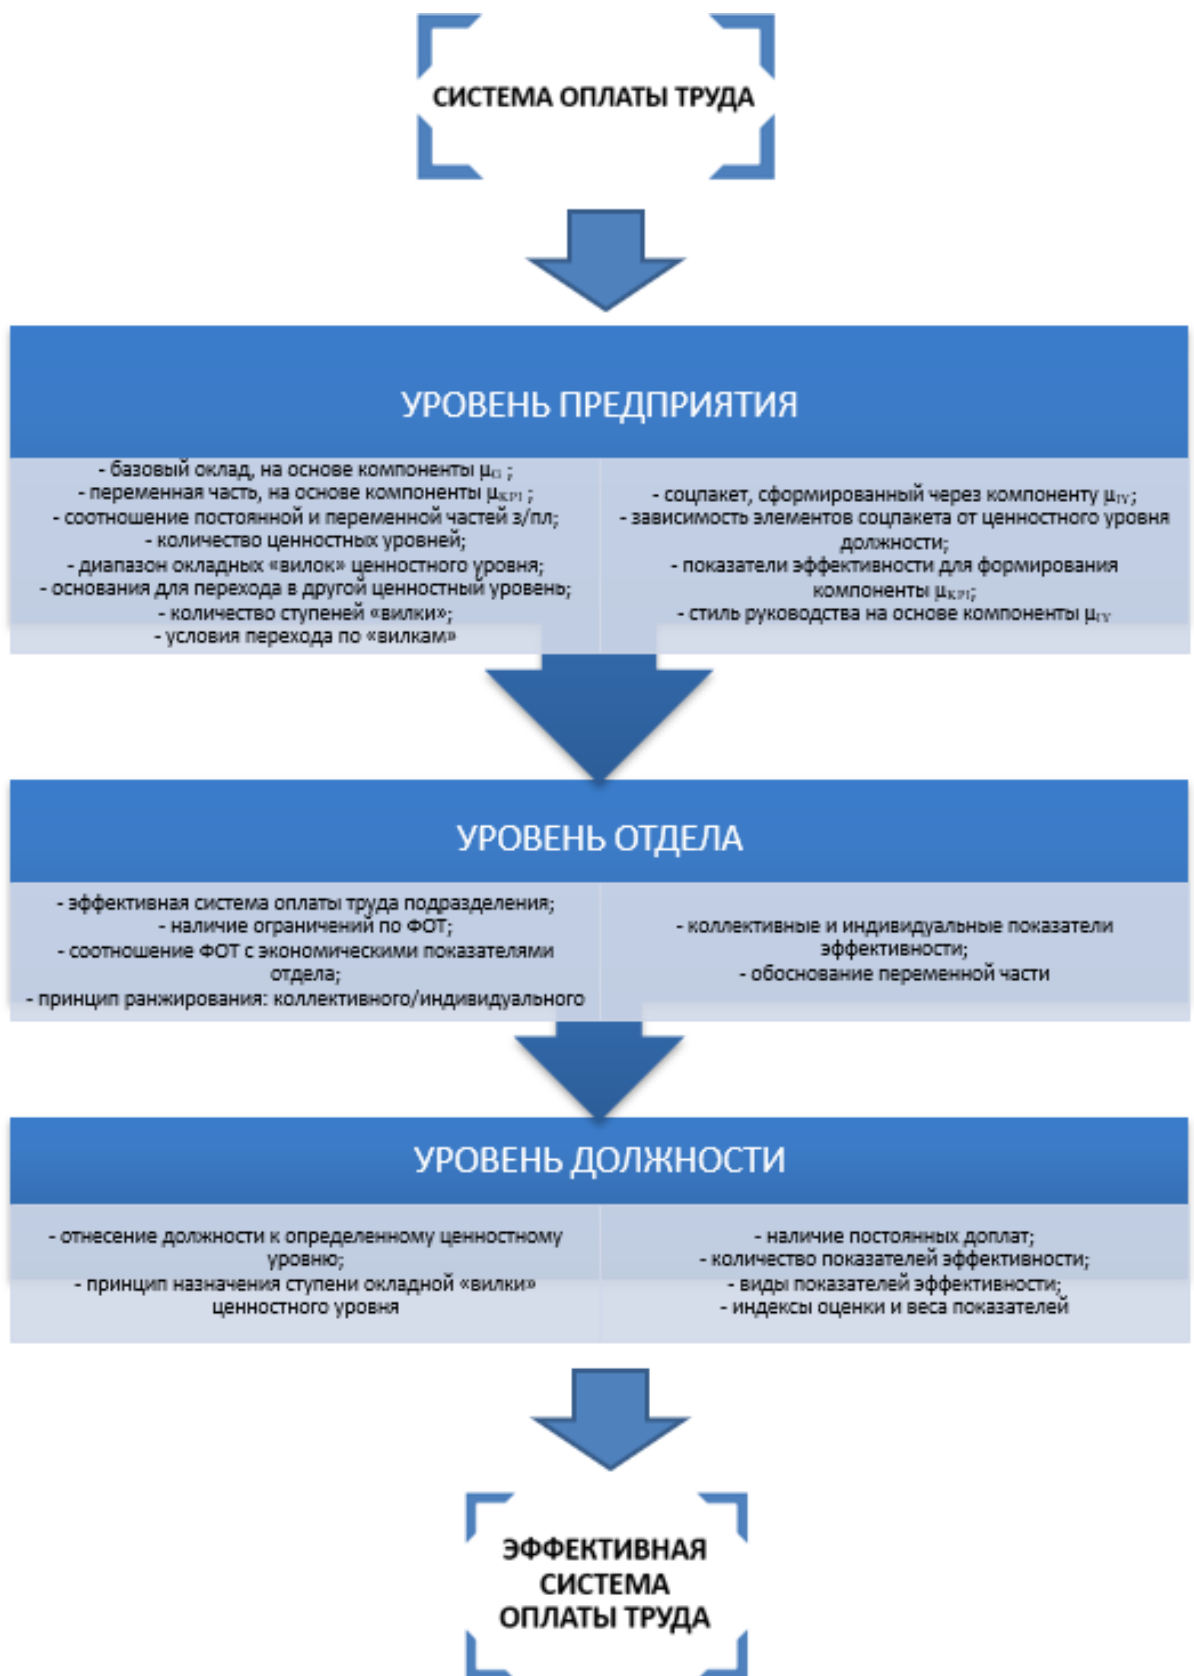 СИСТЕМА ОПЛАТЫ ТРУДА
УРОВЕНЬ ПРЕДПРИЯТИЯ
- базовый оклад, на основе компоненты μG ;
- переменная часть, на основе компоненты μKPI ;
- соотношение постоянной и переменной частей з/пл;
- количество ценностных уровней;
- диапазон окладных «вилок» ценностного уровня;
- основания для перехода в другой ценностный уровень;
- количество ступеней «вилки»;
- условия перехода по «вилкам»
- соцпакет, сформированный через компоненту μIY;
- зависимость элементов соцпакета от ценностного уровня
должности;
- показатели эффективности для формирования
компоненты μKPI;
- стиль руководства на основе компоненты μIY
УРОВЕНЬ ОТДЕЛА
- эффективная система оплаты труда подразделения;
- наличие ограничений по ФОТ;
- соотношение ФОТ с экономическими показателями
отдела;
- принцип ранжирования: коллективного/индивидуального
- коллективные и индивидуальные показатели
эффективности;
- обоснование переменной части
УРОВЕНЬ ДОЛЖНОСТИ
- отнесение должности к определенному ценностному
уровню;
- принцип назначения ступени окладной «вилки»
ценностного уровня
- наличие постоянных доплат;
- количество показателей эффективности;
- виды показателей эффективности;
- индексы оценки и веса показателей
ЭФФЕКТИВНАЯ
СИСТЕМА
ОПЛАТЫ ТРУДА